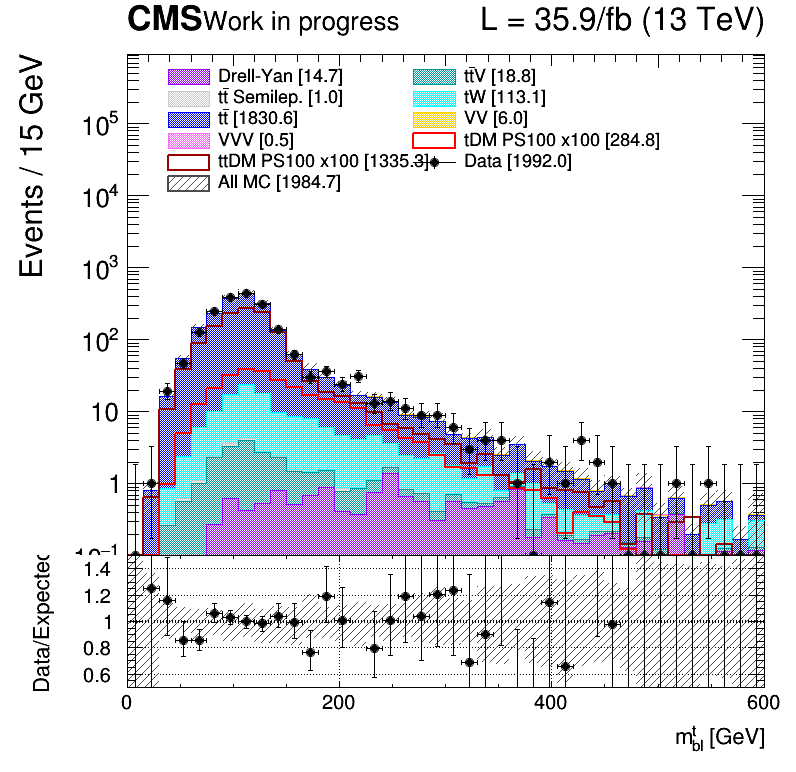 CMS Work in progress L = 35.9/fb (13 TeV)
Events / 15 GeV
Drell-Yan [14.7] tt̄V [18.8]
tt̄ Semilep. [1.0] tW [113.1]
tt̄ [1830.6] VV [6.0]
VVV [0.5] tDM PS100 x100 [284.8]
ttDM PS100 x100 [1335.3] Data [1992.0]
All MC [1984.7]
10⁵
10⁴
10³
10²
10
1
10⁻¹
Data/Expected
1.4
1.2
1.0
0.8
0.6
0 200 400 600
mᵗbl [GeV]